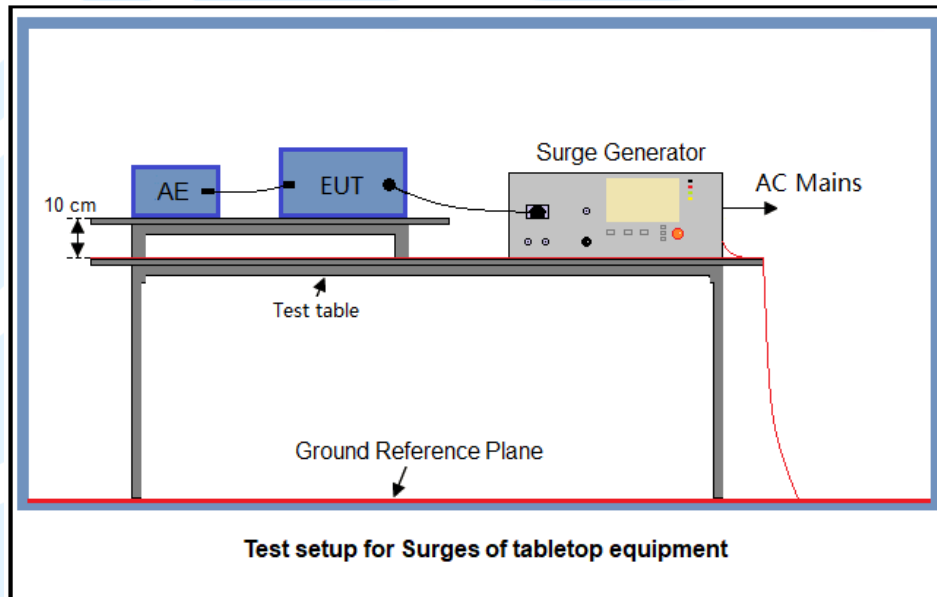 Surge Generator
AC Mains
AE
EUT
10 cm
Test table
Ground Reference Plane
Test setup for Surges of tabletop equipment